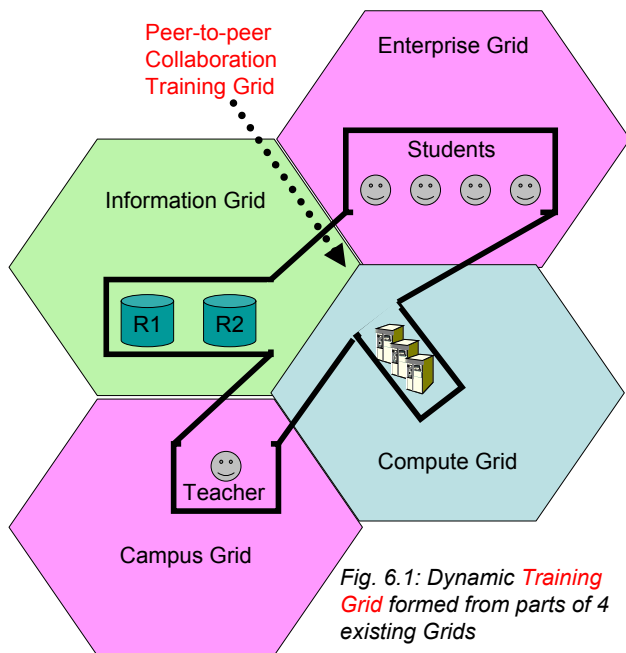 Peer-to-peer
Collaboration
Training Grid
Enterprise Grid
Students
Information Grid
R1
R2
Compute Grid
Teacher
Campus Grid
Fig. 6.1: Dynamic Training
Grid formed from parts of 4
existing Grids